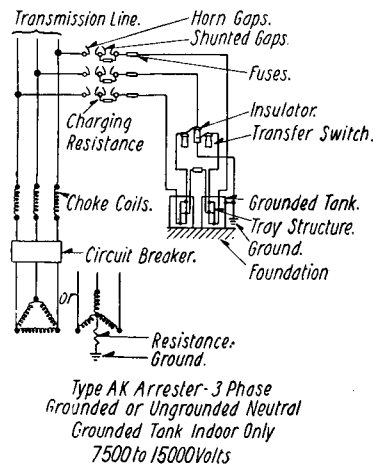 Transmission Line.
Horn Gaps.
Shunted Gaps.
Fuses.
Charging
Resistance
Insulator.
Transfer Switch.
Choke Coils.
Grounded Tank.
Tray Structure.
Ground.
Foundation
Circuit Breaker.
or
Resistance.
Ground.
Type AK Arrester - 3 Phase
Grounded or Ungrounded Neutral
Grounded Tank Indoor Only
7500 to 15000 Volts